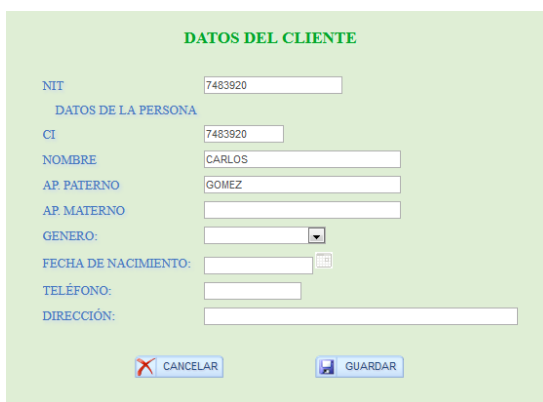 DATOS DEL CLIENTE
NIT 7483920
DATOS DE LA PERSONA
CI 7483920
NOMBRE CARLOS
AP. PATERNO GOMEZ
AP. MATERNO
GENERO:
FECHA DE NACIMIENTO:
TELÉFONO:
DIRECCIÓN:
CANCELAR GUARDAR